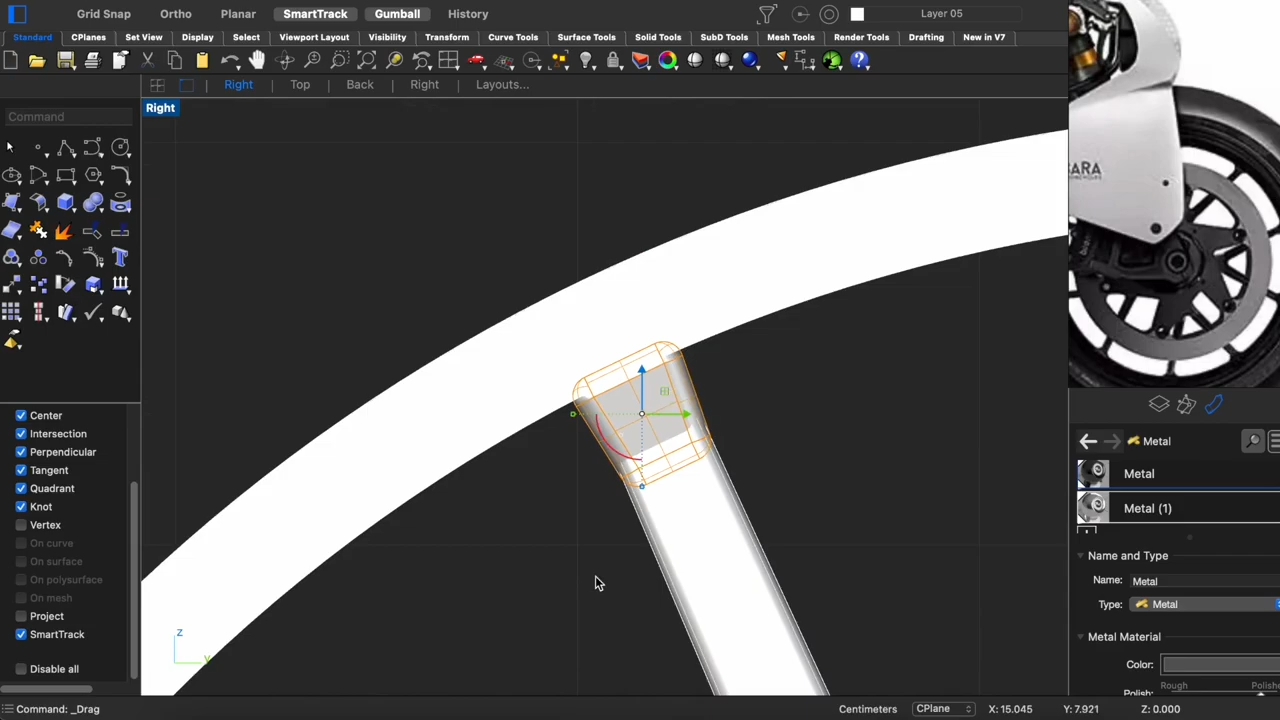 Grid Snap Ortho Planar SmartTrack Gumball History Layer 05
Standard CPlanes Set View Display Select Viewport Layout Visibility Transform Curve Tools Surface Tools Solid Tools SubD Tools Mesh Tools Render Tools Drafting New in V7
Right Top Back Right Layouts...
Right
Command
SARA
Center
Intersection
Perpendicular
Tangent
Quadrant
Knot
Vertex
On curve
On surface
On polysurface
On mesh
Project
SmartTrack
Disable all
z
y
Metal
Metal
Metal (1)
Name and Type
Name: Metal
Type: Metal
Metal Material
Color:
Rough Polishe
Polish:
Command: _Drag Centimeters CPlane X: 15.045 Y: 7.921 Z: 0.000